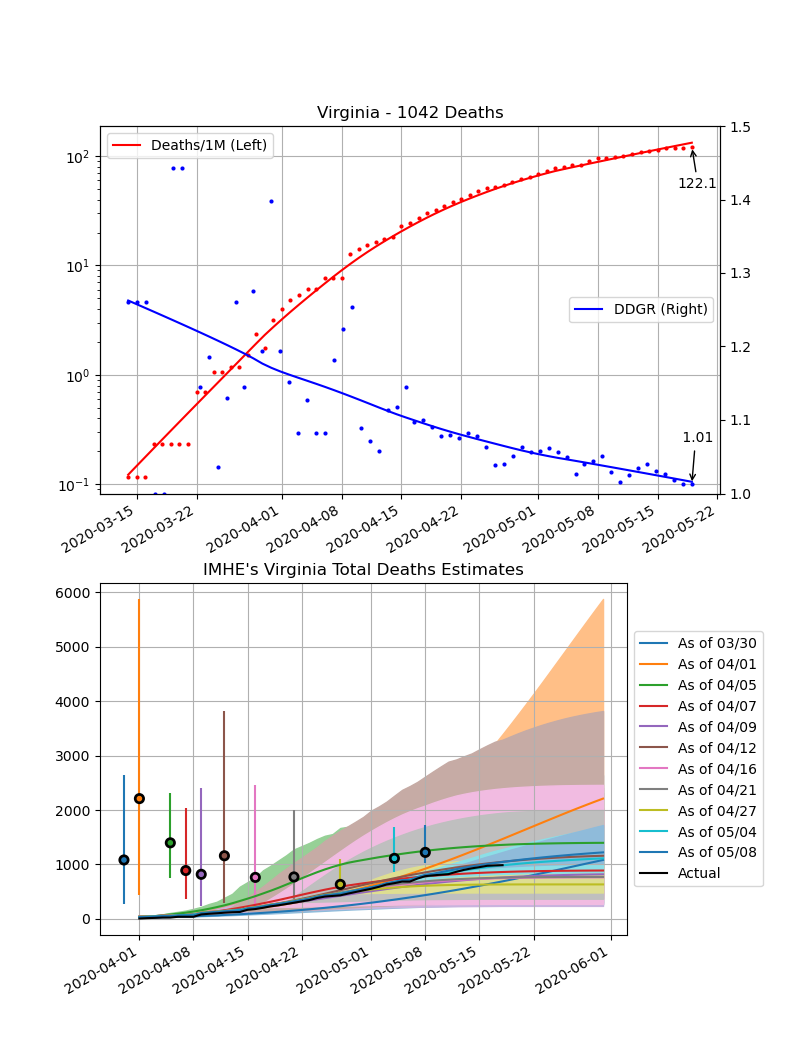 Virginia - 1042 Deaths
Deaths/1M (Left)
DDGR (Right)
122.1
1.01
10²
10¹
10⁰
10⁻¹
1.5
1.4
1.3
1.2
1.1
1.0
2020-03-15
2020-03-22
2020-04-01
2020-04-08
2020-04-15
2020-04-22
2020-05-01
2020-05-08
2020-05-15
2020-05-22
IMHE's Virginia Total Deaths Estimates
6000
5000
4000
3000
2000
1000
0
2020-04-01
2020-04-08
2020-04-15
2020-04-22
2020-05-01
2020-05-08
2020-05-15
2020-05-22
2020-06-01
As of 03/30
As of 04/01
As of 04/05
As of 04/07
As of 04/09
As of 04/12
As of 04/16
As of 04/21
As of 04/27
As of 05/04
As of 05/08
Actual